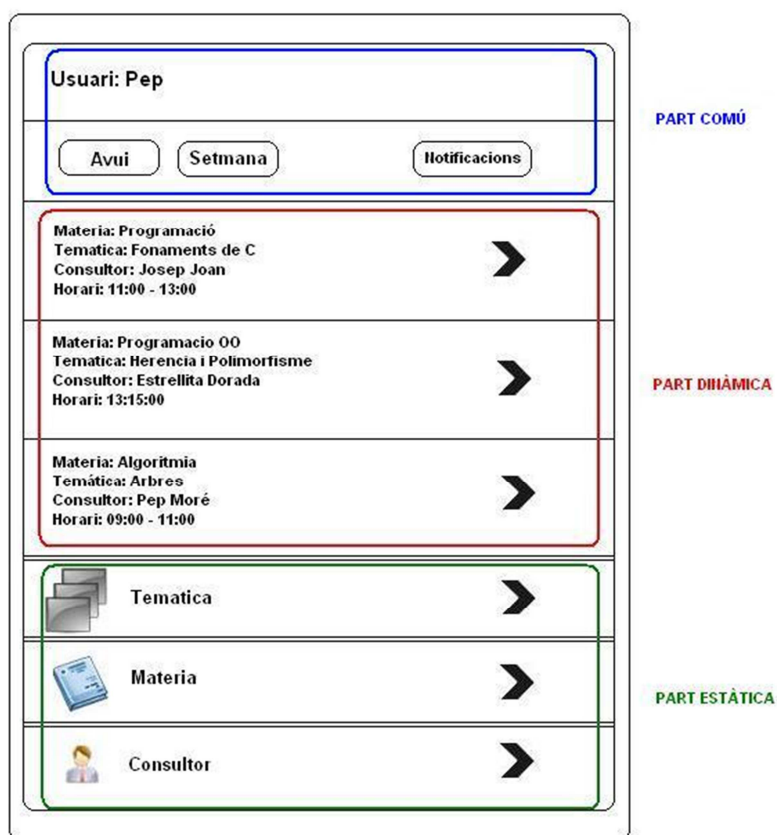 Usuari: Pep
PART COMÚ
Avui
Setmana
Notificacions
Materia: Programació
Tematica: Fonaments de C
Consultor: Josep Joan
Horari: 11:00 - 13:00
Materia: Programacio OO
Tematica: Herencia i Polimorfisme
Consultor: Estrellita Dorada
Horari: 13:15:00
PART DINÀMICA
Materia: Algoritmia
Temática: Arbres
Consultor: Pep Moré
Horari: 09:00 - 11:00
Tematica
Materia
PART ESTÀTICA
Consultor